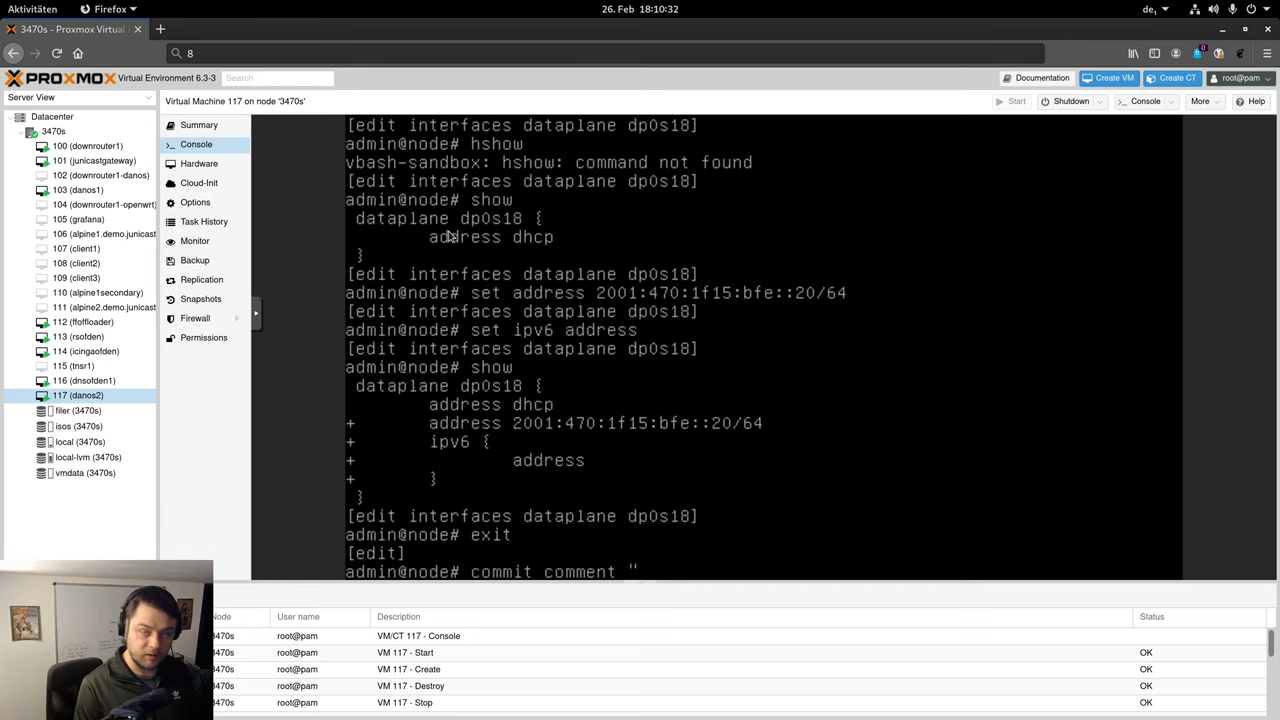 Aktivitäten
Firefox
26. Feb 18:10:32
de₁
3470s - Proxmox Virtual
8
0
PROXMOX Virtual Environment 6.3-3
Search
Documentation
Create VM
Create CT
root@pam
Server View
Virtual Machine 117 on node '3470s'
Start
Shutdown
Console
More
Help
Datacenter
3470s
100 (downrouter1)
101 (junicastgateway)
102 (downrouter1-danos)
103 (danos1)
104 (downrouter1-openwrt)
105 (grafana)
106 (alpine1.demo.junicast
107 (client1)
108 (client2)
109 (client3)
110 (alpine1secondary)
111 (alpine2.demo.junicast
112 (ffoffloader)
113 (rsofden)
114 (icingaofden)
115 (tnsr1)
116 (dnsofden1)
117 (danos2)
filer (3470s)
isos (3470s)
local (3470s)
local-lvm (3470s)
vmdata (3470s)
Summary
Console
Hardware
Cloud-Init
Options
Task History
Monitor
Backup
Replication
Snapshots
Firewall
Permissions
[edit interfaces dataplane dp0s18]
admin@node# hshow
vbash-sandbox: hshow: command not found
[edit interfaces dataplane dp0s18]
admin@node# show
dataplane dp0s18 {
address dhcp
}
[edit interfaces dataplane dp0s18]
admin@node# set address 2001:470:1f15:bfe::20/64
[edit interfaces dataplane dp0s18]
admin@node# set ipv6 address
[edit interfaces dataplane dp0s18]
admin@node# show
dataplane dp0s18 {
address dhcp
+ address 2001:470:1f15:bfe::20/64
+ ipv6 {
+ address
+ }
}
[edit interfaces dataplane dp0s18]
admin@node# exit
[edit]
admin@node# commit comment "
Node
User name
Description
Status
3470s root@pam VM/CT 117 - Console
3470s root@pam VM 117 - Start OK
3470s root@pam VM 117 - Create OK
3470s root@pam VM 117 - Destroy OK
3470s root@pam VM 117 - Stop OK